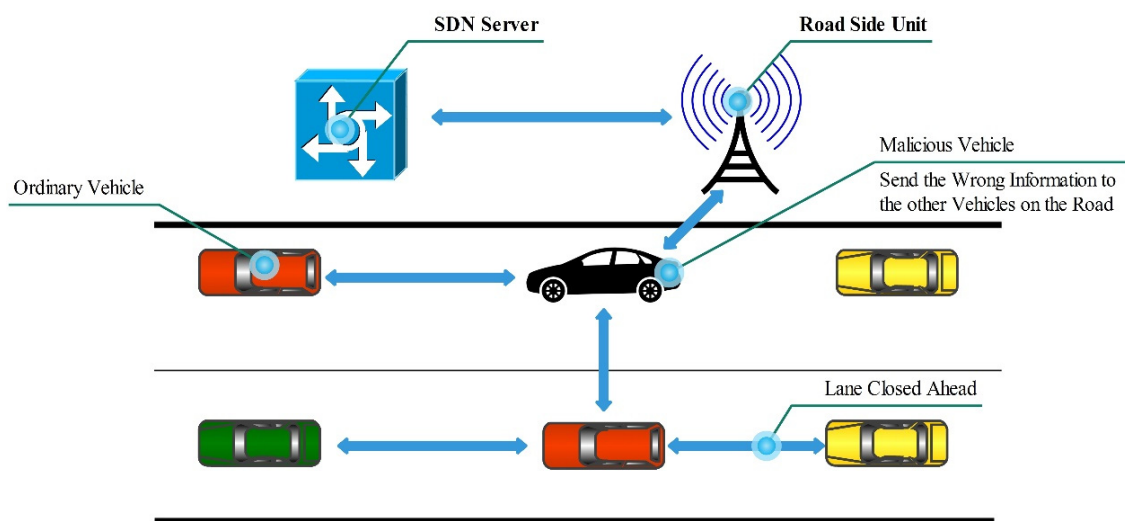 SDN Server
Road Side Unit
Malicious Vehicle
Send the Wrong Information to
the other Vehicles on the Road
Ordinary Vehicle
Lane Closed Ahead